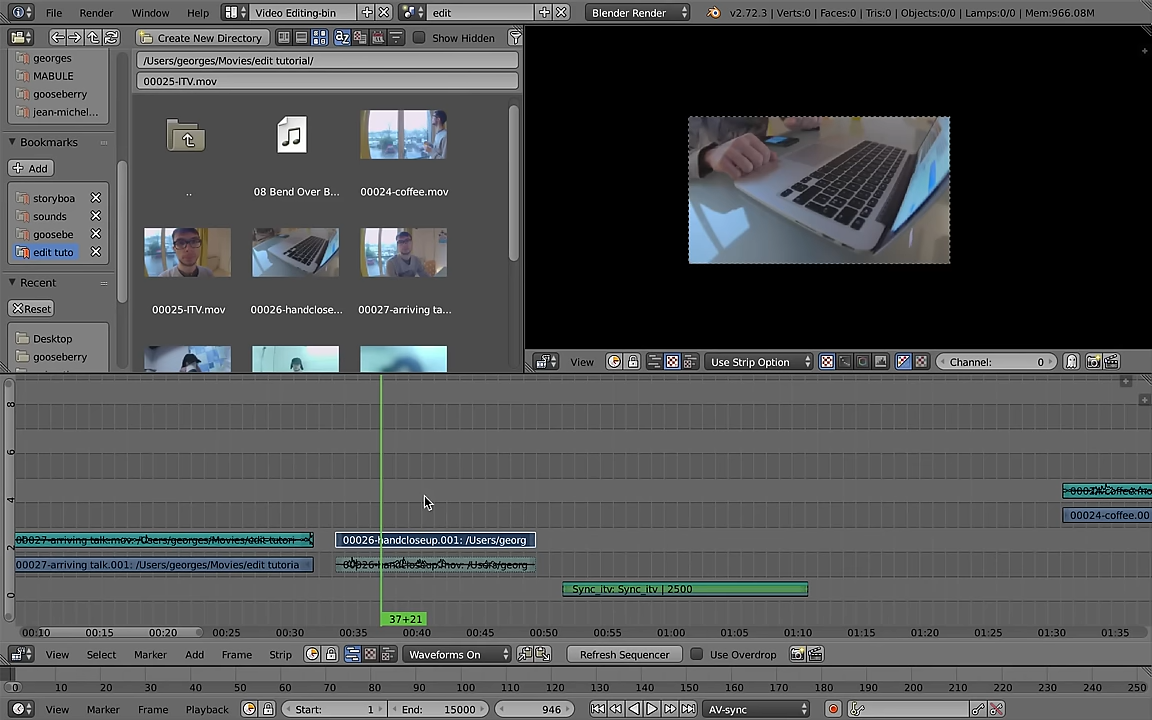 File Render Window Help Video Editing-bin edit Blender Render v2.72.3 | Verts:0 | Faces:0 | Tris:0 | Objects:0/0 | Lamps:0/0 | Mem:966.08M
Create New Directory Show Hidden
georges
MABULE
gooseberry
jean-michel...
Bookmarks
Add
storyboa
sounds
goosebe
edit tuto
Recent
Reset
Desktop
gooseberry
/Users/georges/Movies/edit tutorial/
00025-ITV.mov
.. 08 Bend Over B... 00024-coffee.mov
00025-ITV.mov 00026-handclose... 00027-arriving ta...
View Use Strip Option Channel: 0
8
6
4
2
0
00024-coffee.00
00027-arriving talk.mov: /Users/georges/Movies/edit tutori 00026-handcloseup.001: /Users/georg
00027-arriving talk.001: /Users/georges/Movies/edit tutoria 00026-handcloseup.mov: /Users/georg
Sync_itv: Sync_itv | 2500
37+21
00:10 00:15 00:20 00:25 00:30 00:35 00:40 00:45 00:50 00:55 01:00 01:05 01:10 01:15 01:20 01:25 01:30 01:35
View Select Marker Add Frame Strip Waveforms On Refresh Sequencer Use Overdrop
0 10 20 30 40 50 60 70 80 90 100 110 120 130 140 150 160 170 180 190 200 210 220 230 240 250
View Marker Frame Playback Start: 1 End: 15000 946 AV-sync